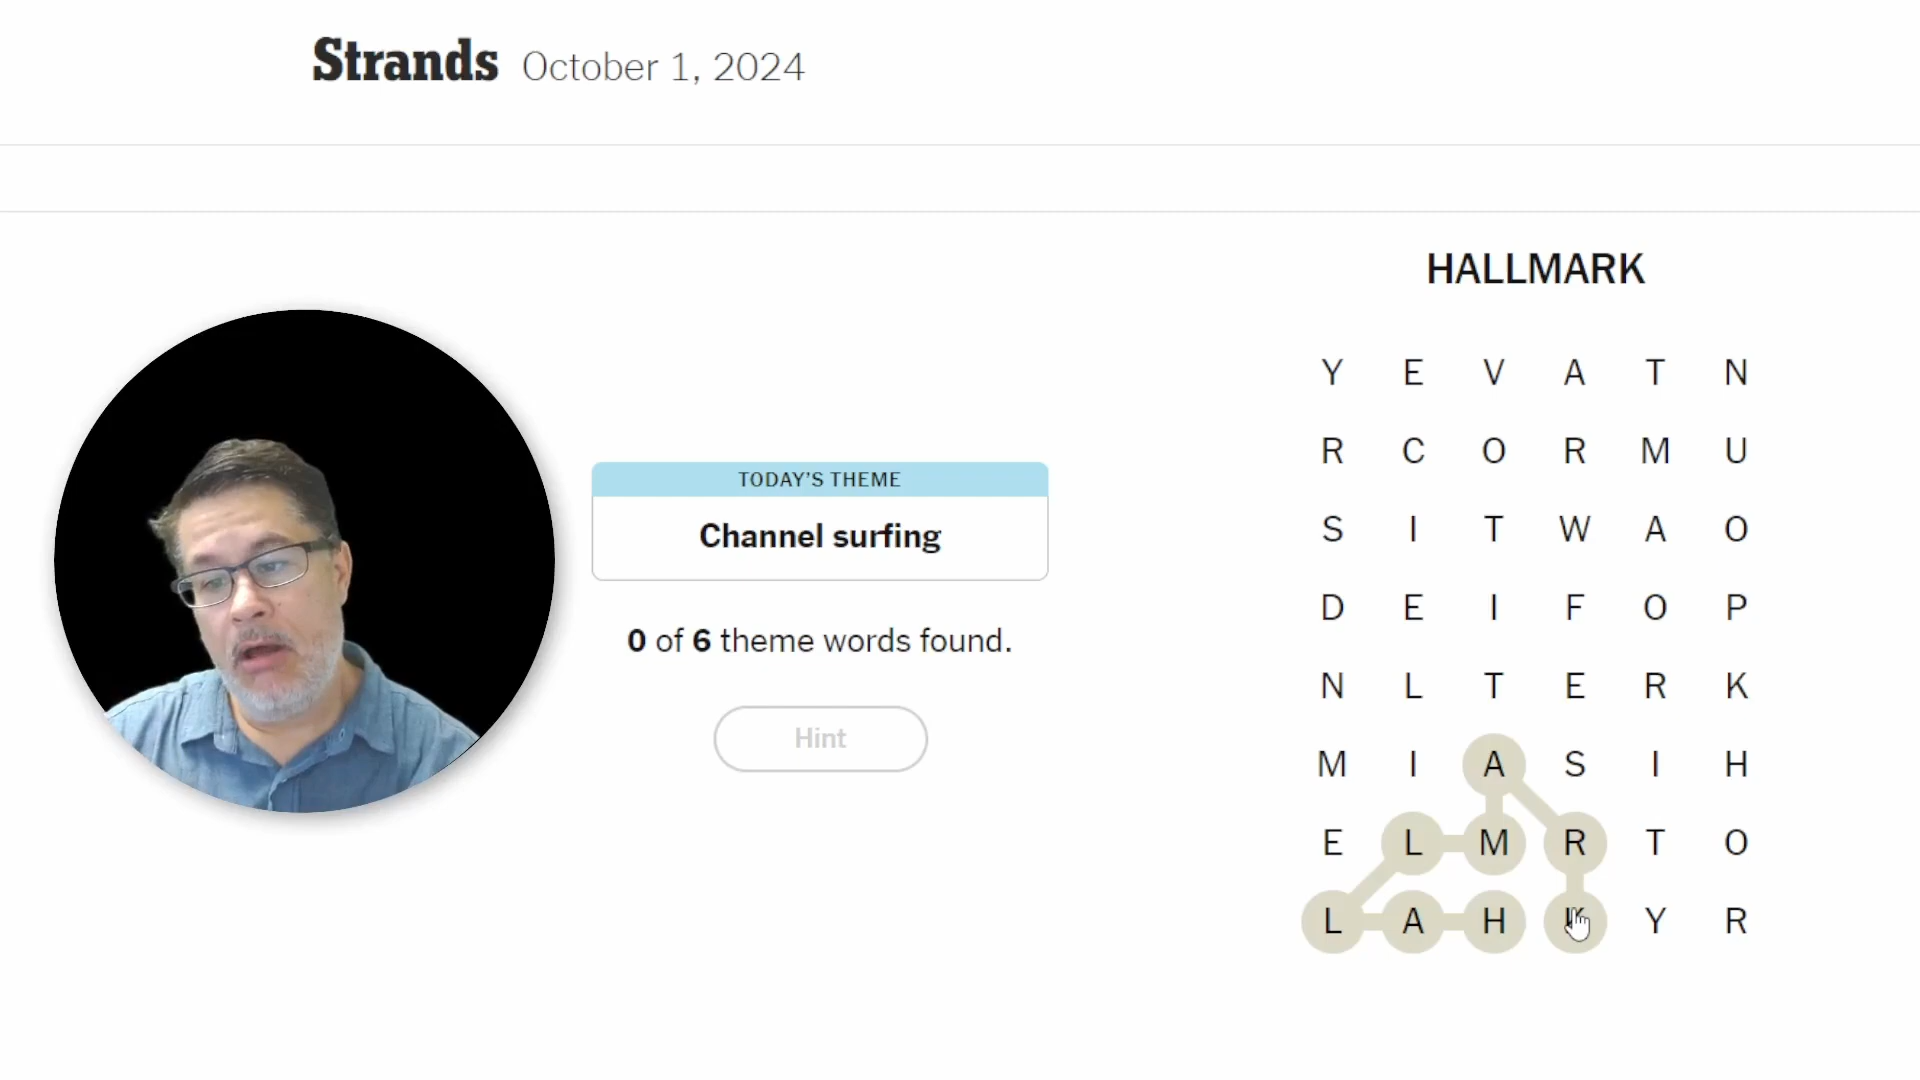 Strands October 1, 2024
HALLMARK
TODAY'S THEME
Channel surfing
0 of 6 theme words found.
Hint
Y E V A T N
R C O R M U
S I T W A O
D E I F O P
N L T E R K
M I A S I H
E L M R T O
L A H K Y R